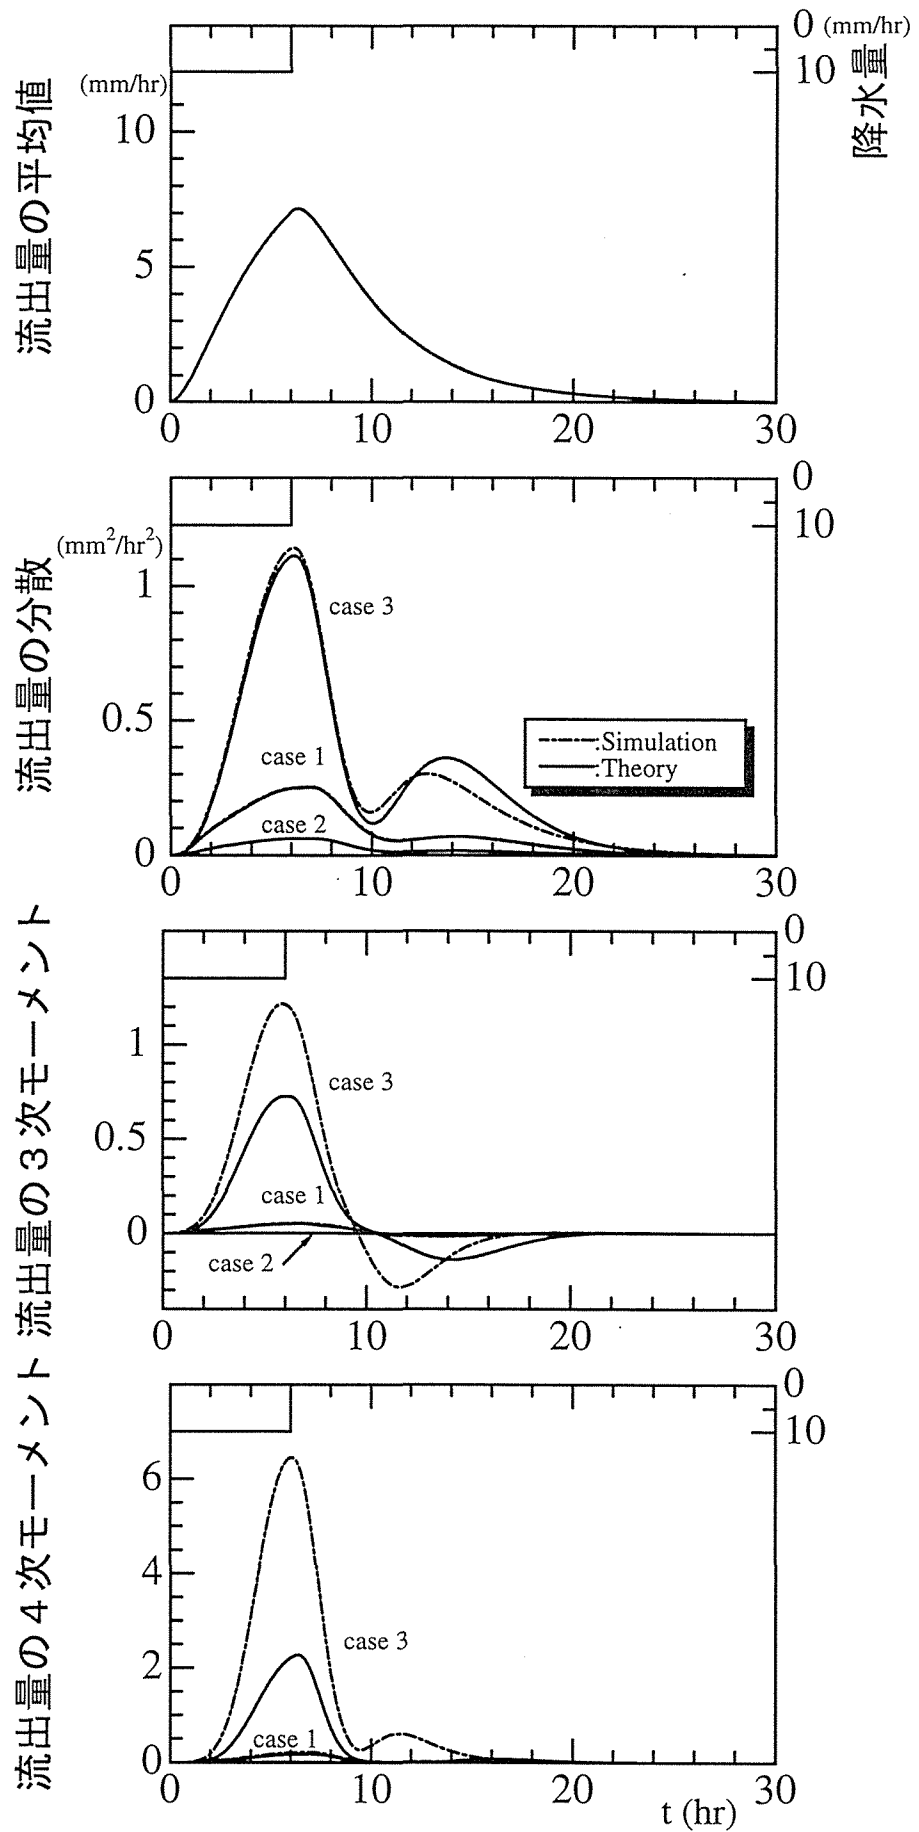 0 (mm/hr)
10
降水量
(mm/hr)
10
5
0
流出量の平均値
0 10 20 30
0
10
(mm²/hr²)
1
0.5
0
流出量の分散
case 3
case 1
case 2
:Simulation
:Theory
0 10 20 30
0
10
1
0.5
0
流出量の3次モーメント
case 3
case 1
case 2
0 10 20 30
0
10
6
4
2
0
流出量の4次モーメント
case 3
case 1
0 10 20 30
t (hr)